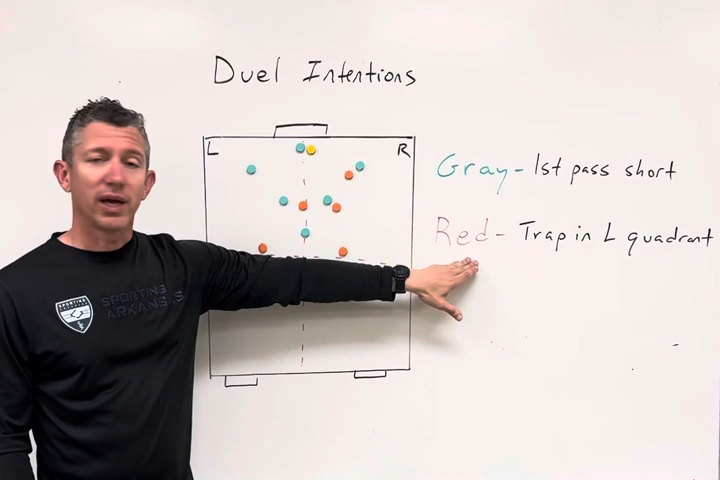 Duel Intentions
L R
Gray - 1st pass short
Red - Trap in L quadrant
SPORTING
ARKANSAS